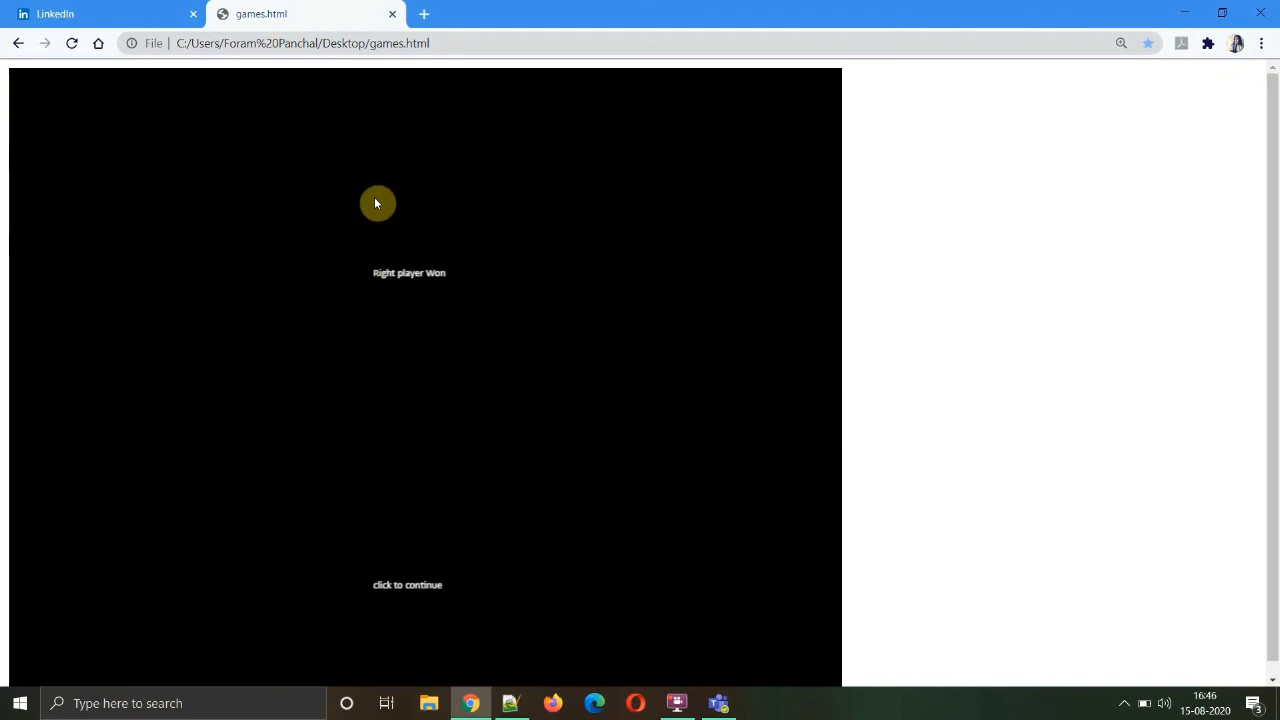 LinkedIn
games.html
File
C:/Users/Foram%20Panchal/Desktop/games.html
Right player Won
click to continue
Type here to search
16:46
15-08-2020
3